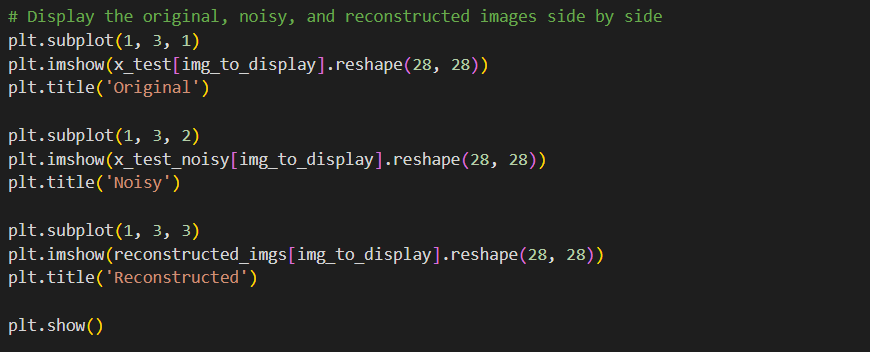 # Display the original, noisy, and reconstructed images side by side
plt.subplot(1, 3, 1)
plt.imshow(x_test[img_to_display].reshape(28, 28))
plt.title('Original')
plt.subplot(1, 3, 2)
plt.imshow(x_test_noisy[img_to_display].reshape(28, 28))
plt.title('Noisy')
plt.subplot(1, 3, 3)
plt.imshow(reconstructed_imgs[img_to_display].reshape(28, 28))
plt.title('Reconstructed')
plt.show()